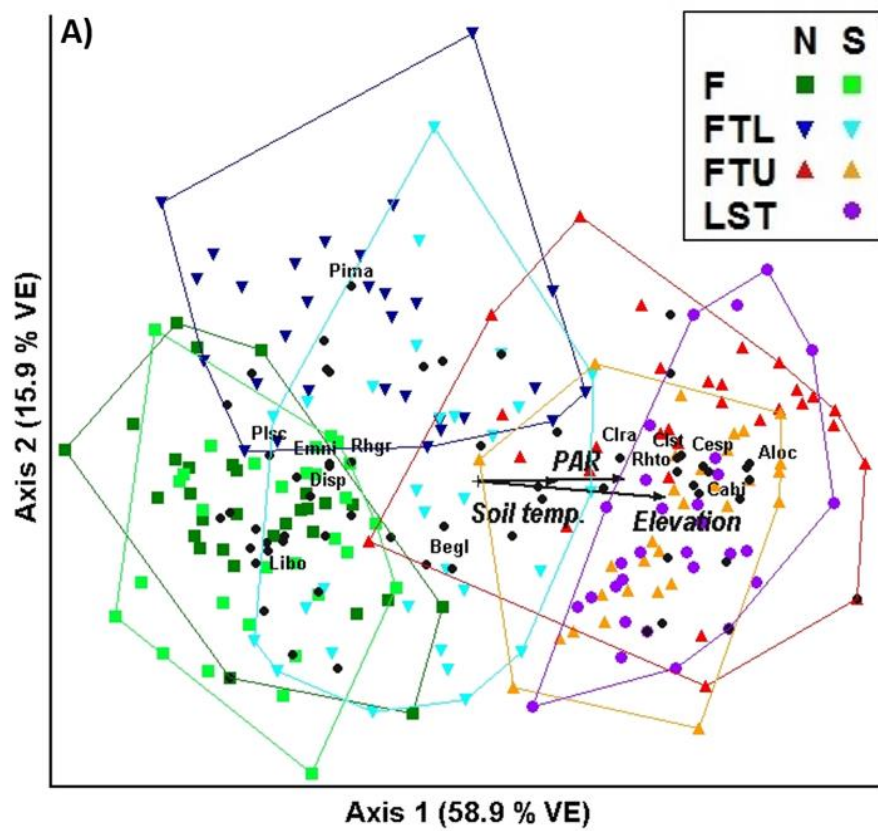 A)
N S
F
FTL
FTU
LST
Pima
Plsc
Emni
Rhgr
Disp
Libo
Begl
Clra
Clst
Cesp
Rhto
Aloc
Cabi
PAR
Soil temp.
Elevation
Axis 2 (15.9 % VE)
Axis 1 (58.9 % VE)